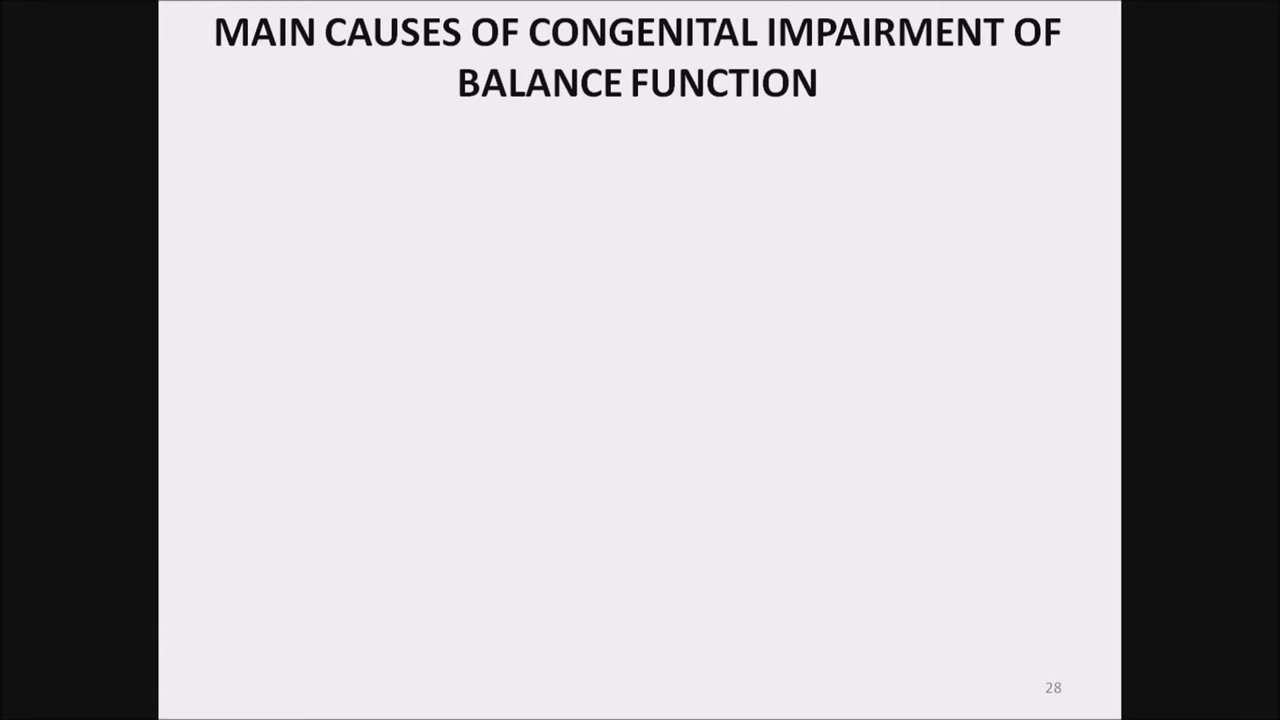 MAIN CAUSES OF CONGENITAL IMPAIRMENT OF
BALANCE FUNCTION
28